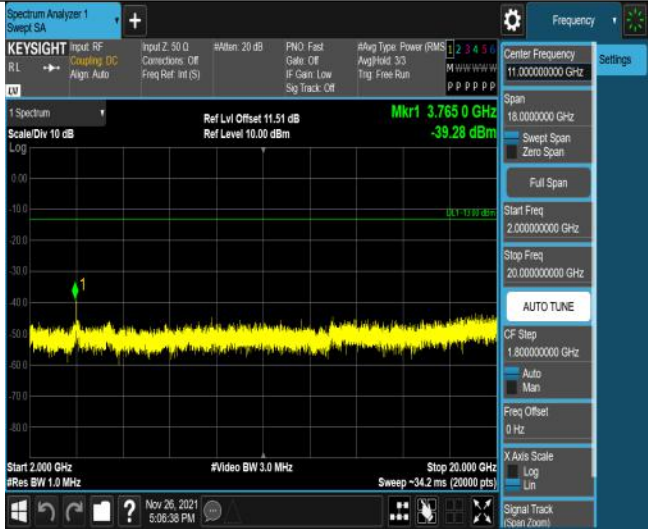 Spectrum Analyzer 1
Swept SA
+
Frequency
KEYSIGHT
RL
LV
Input: RF
Coupling: DC
Align: Auto
Input Z: 50 Ω
Corrections: Off
Freq Ref: Int (S)
#Atten: 20 dB
PNO: Fast
Gate: Off
IF Gain: Low
Sig Track: Off
#Avg Type: Power (RMS
Avg|Hold: 3/3
Trig: Free Run
1 2 3 4 5 6
M W W W W W
P P P P P P
1 Spectrum
Scale/Div 10 dB
Log
Ref Lvl Offset 11.51 dB
Ref Level 10.00 dBm
Mkr1 3.765 0 GHz
-39.28 dBm
0.00
-10.0
DL1 -13.00 dBm
-20.0
-30.0
1
-40.0
-50.0
-60.0
-70.0
-80.0
Start 2.000 GHz
#Res BW 1.0 MHz
#Video BW 3.0 MHz
Stop 20.000 GHz
Sweep ~34.2 ms (20000 pts)
Nov 26, 2021
5:06:38 PM
?
Center Frequency
11.000000000 GHz
Settings
Span
18.0000000 GHz
Swept Span
Zero Span
Full Span
Start Freq
2.000000000 GHz
Stop Freq
20.000000000 GHz
AUTO TUNE
CF Step
1.800000000 GHz
Auto
Man
Freq Offset
0 Hz
X Axis Scale
Log
Lin
Signal Track
(Span Zoom)